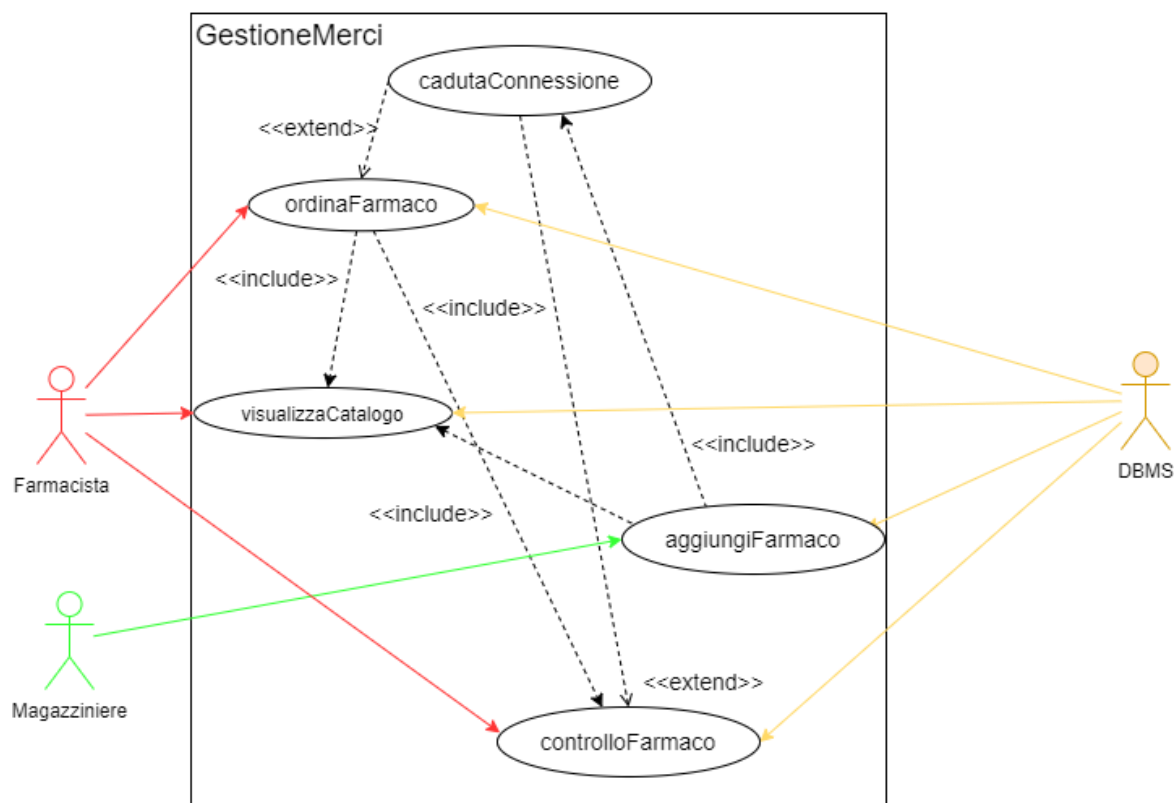 GestioneMerci
cadutaConnessione
<<extend>>
ordinaFarmaco
<<include>>
<<include>>
visualizzaCatalogo
<<include>>
Farmacista
DBMS
<<include>>
aggiungiFarmaco
<<extend>>
Magazziniere
controlloFarmaco